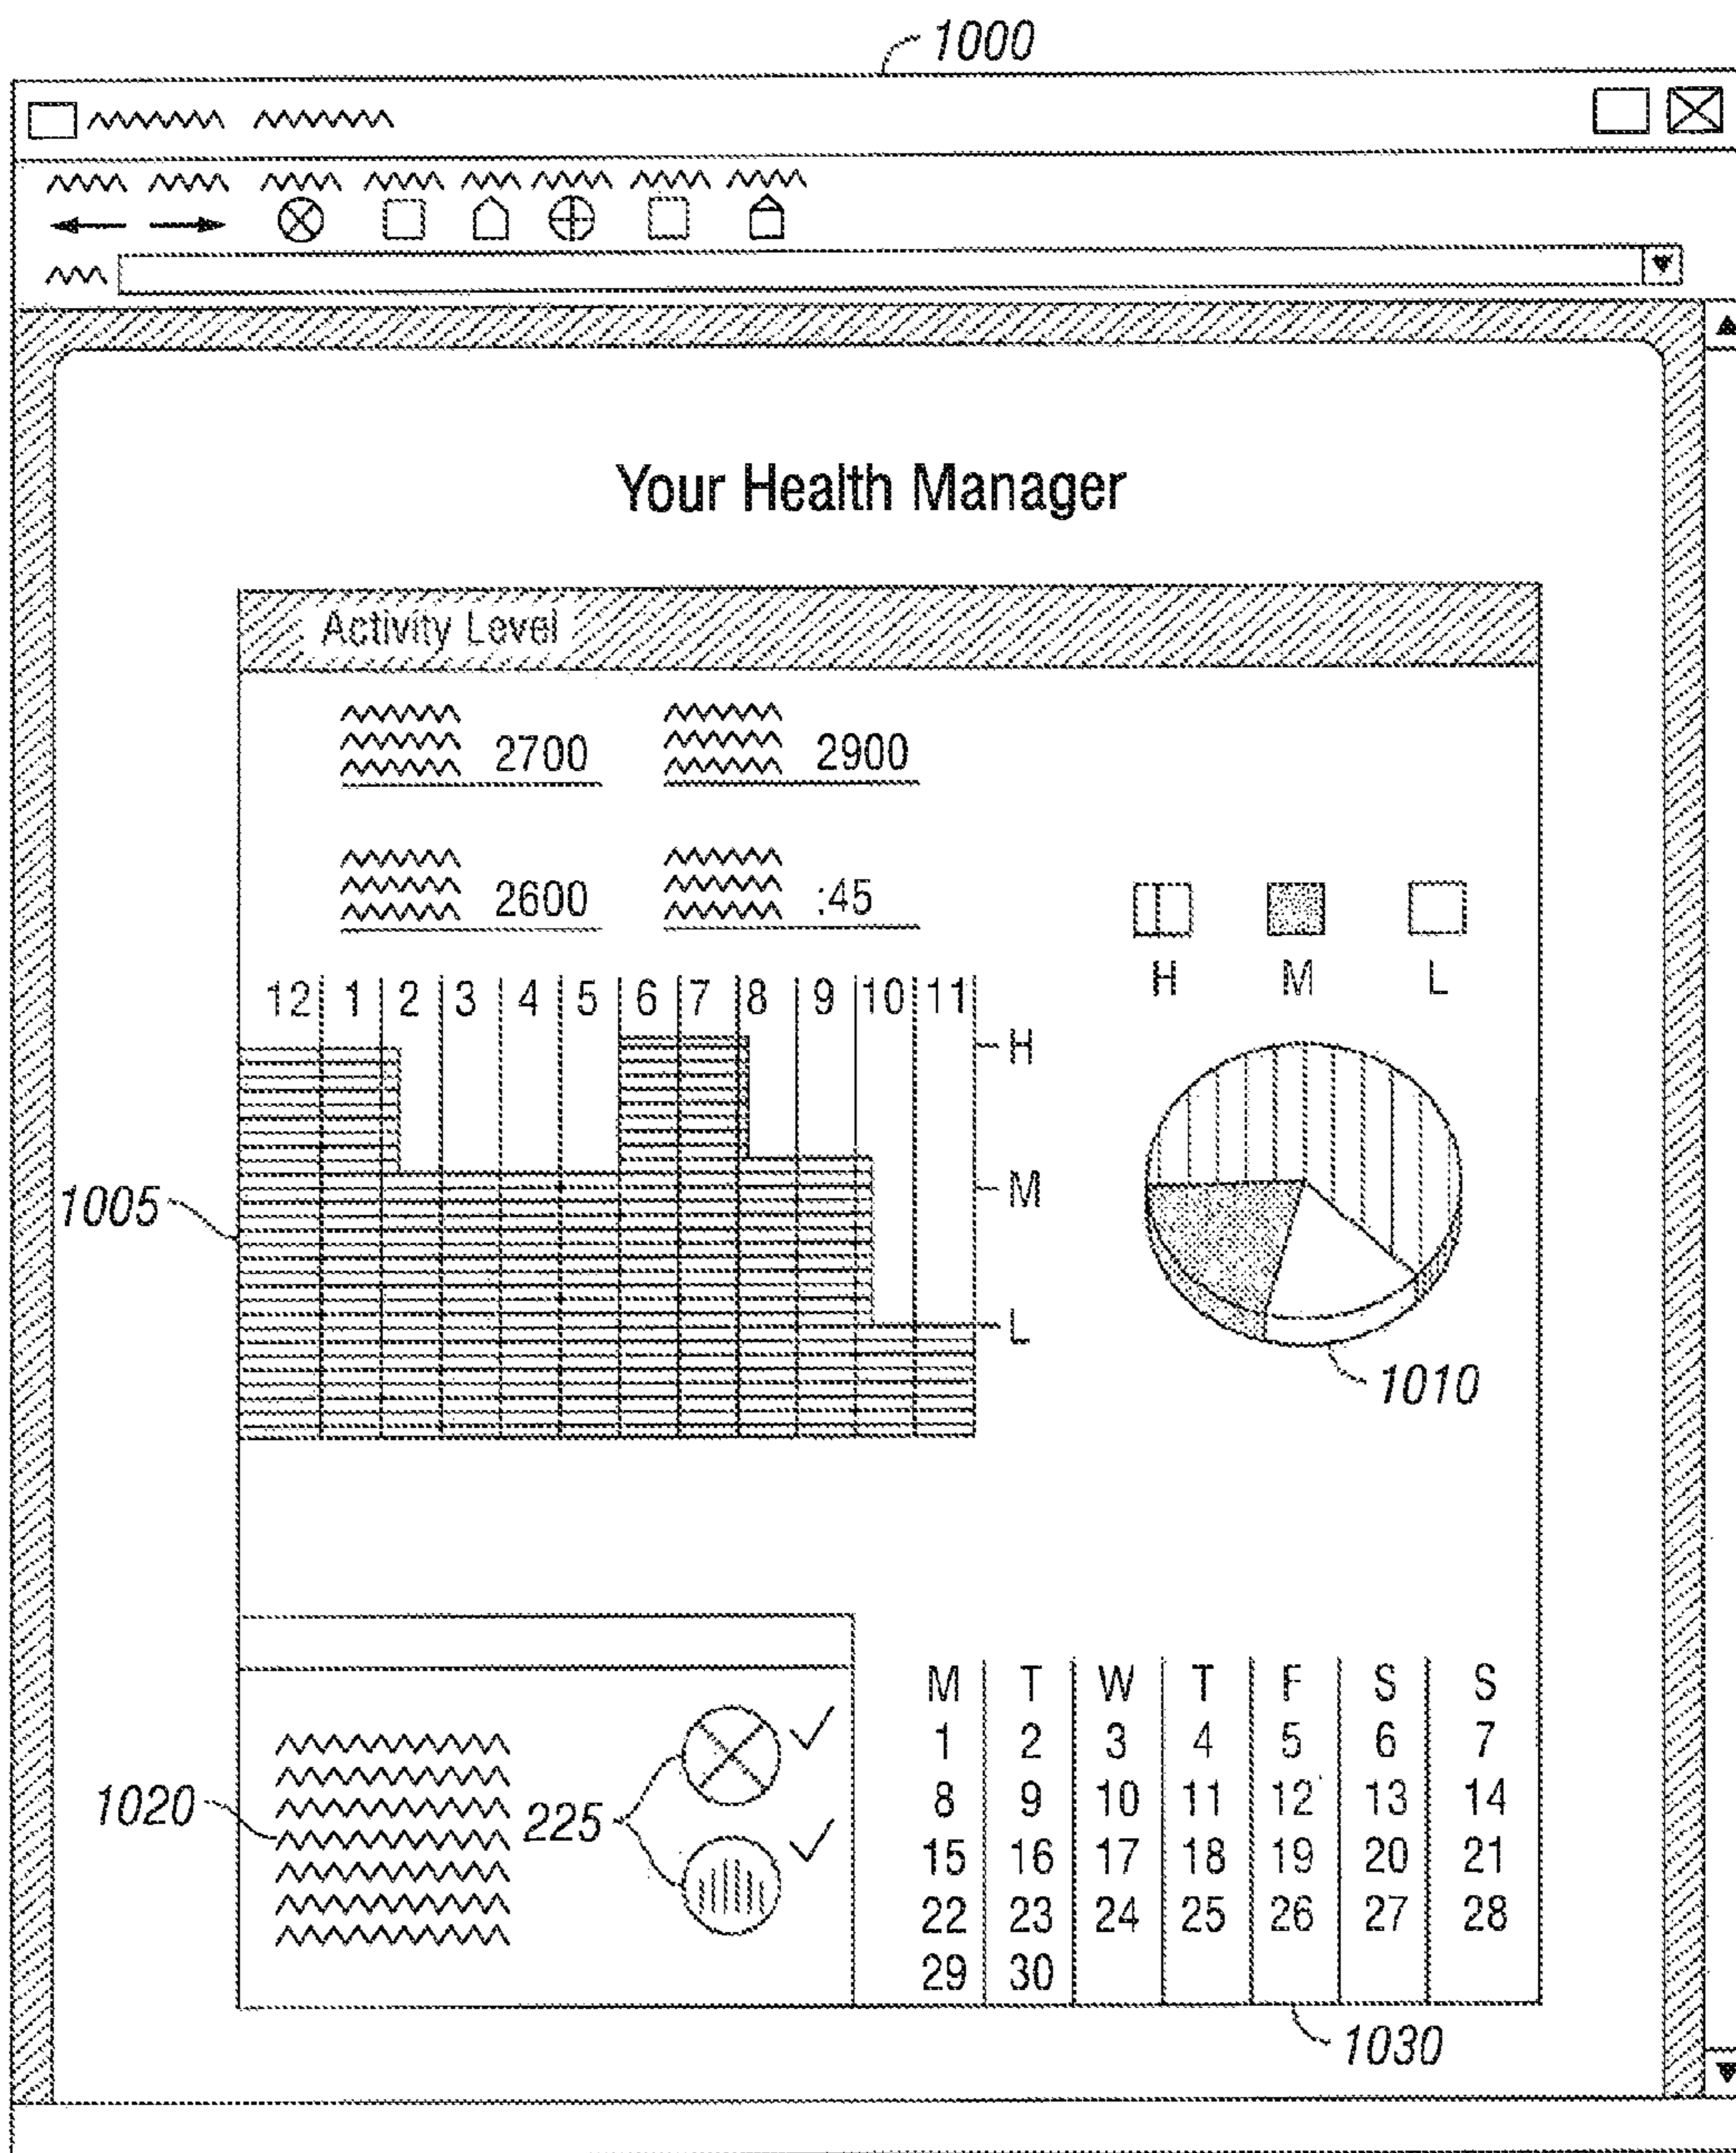 1000
Your Health Manager
Activity Level
2700 2900
2600 :45
H M L
12 1 2 3 4 5 6 7 8 9 10 11
H
M
L
1005
1010
1020
225
M T W T F S S
1 2 3 4 5 6 7
8 9 10 11 12 13 14
15 16 17 18 19 20 21
22 23 24 25 26 27 28
29 30
1030